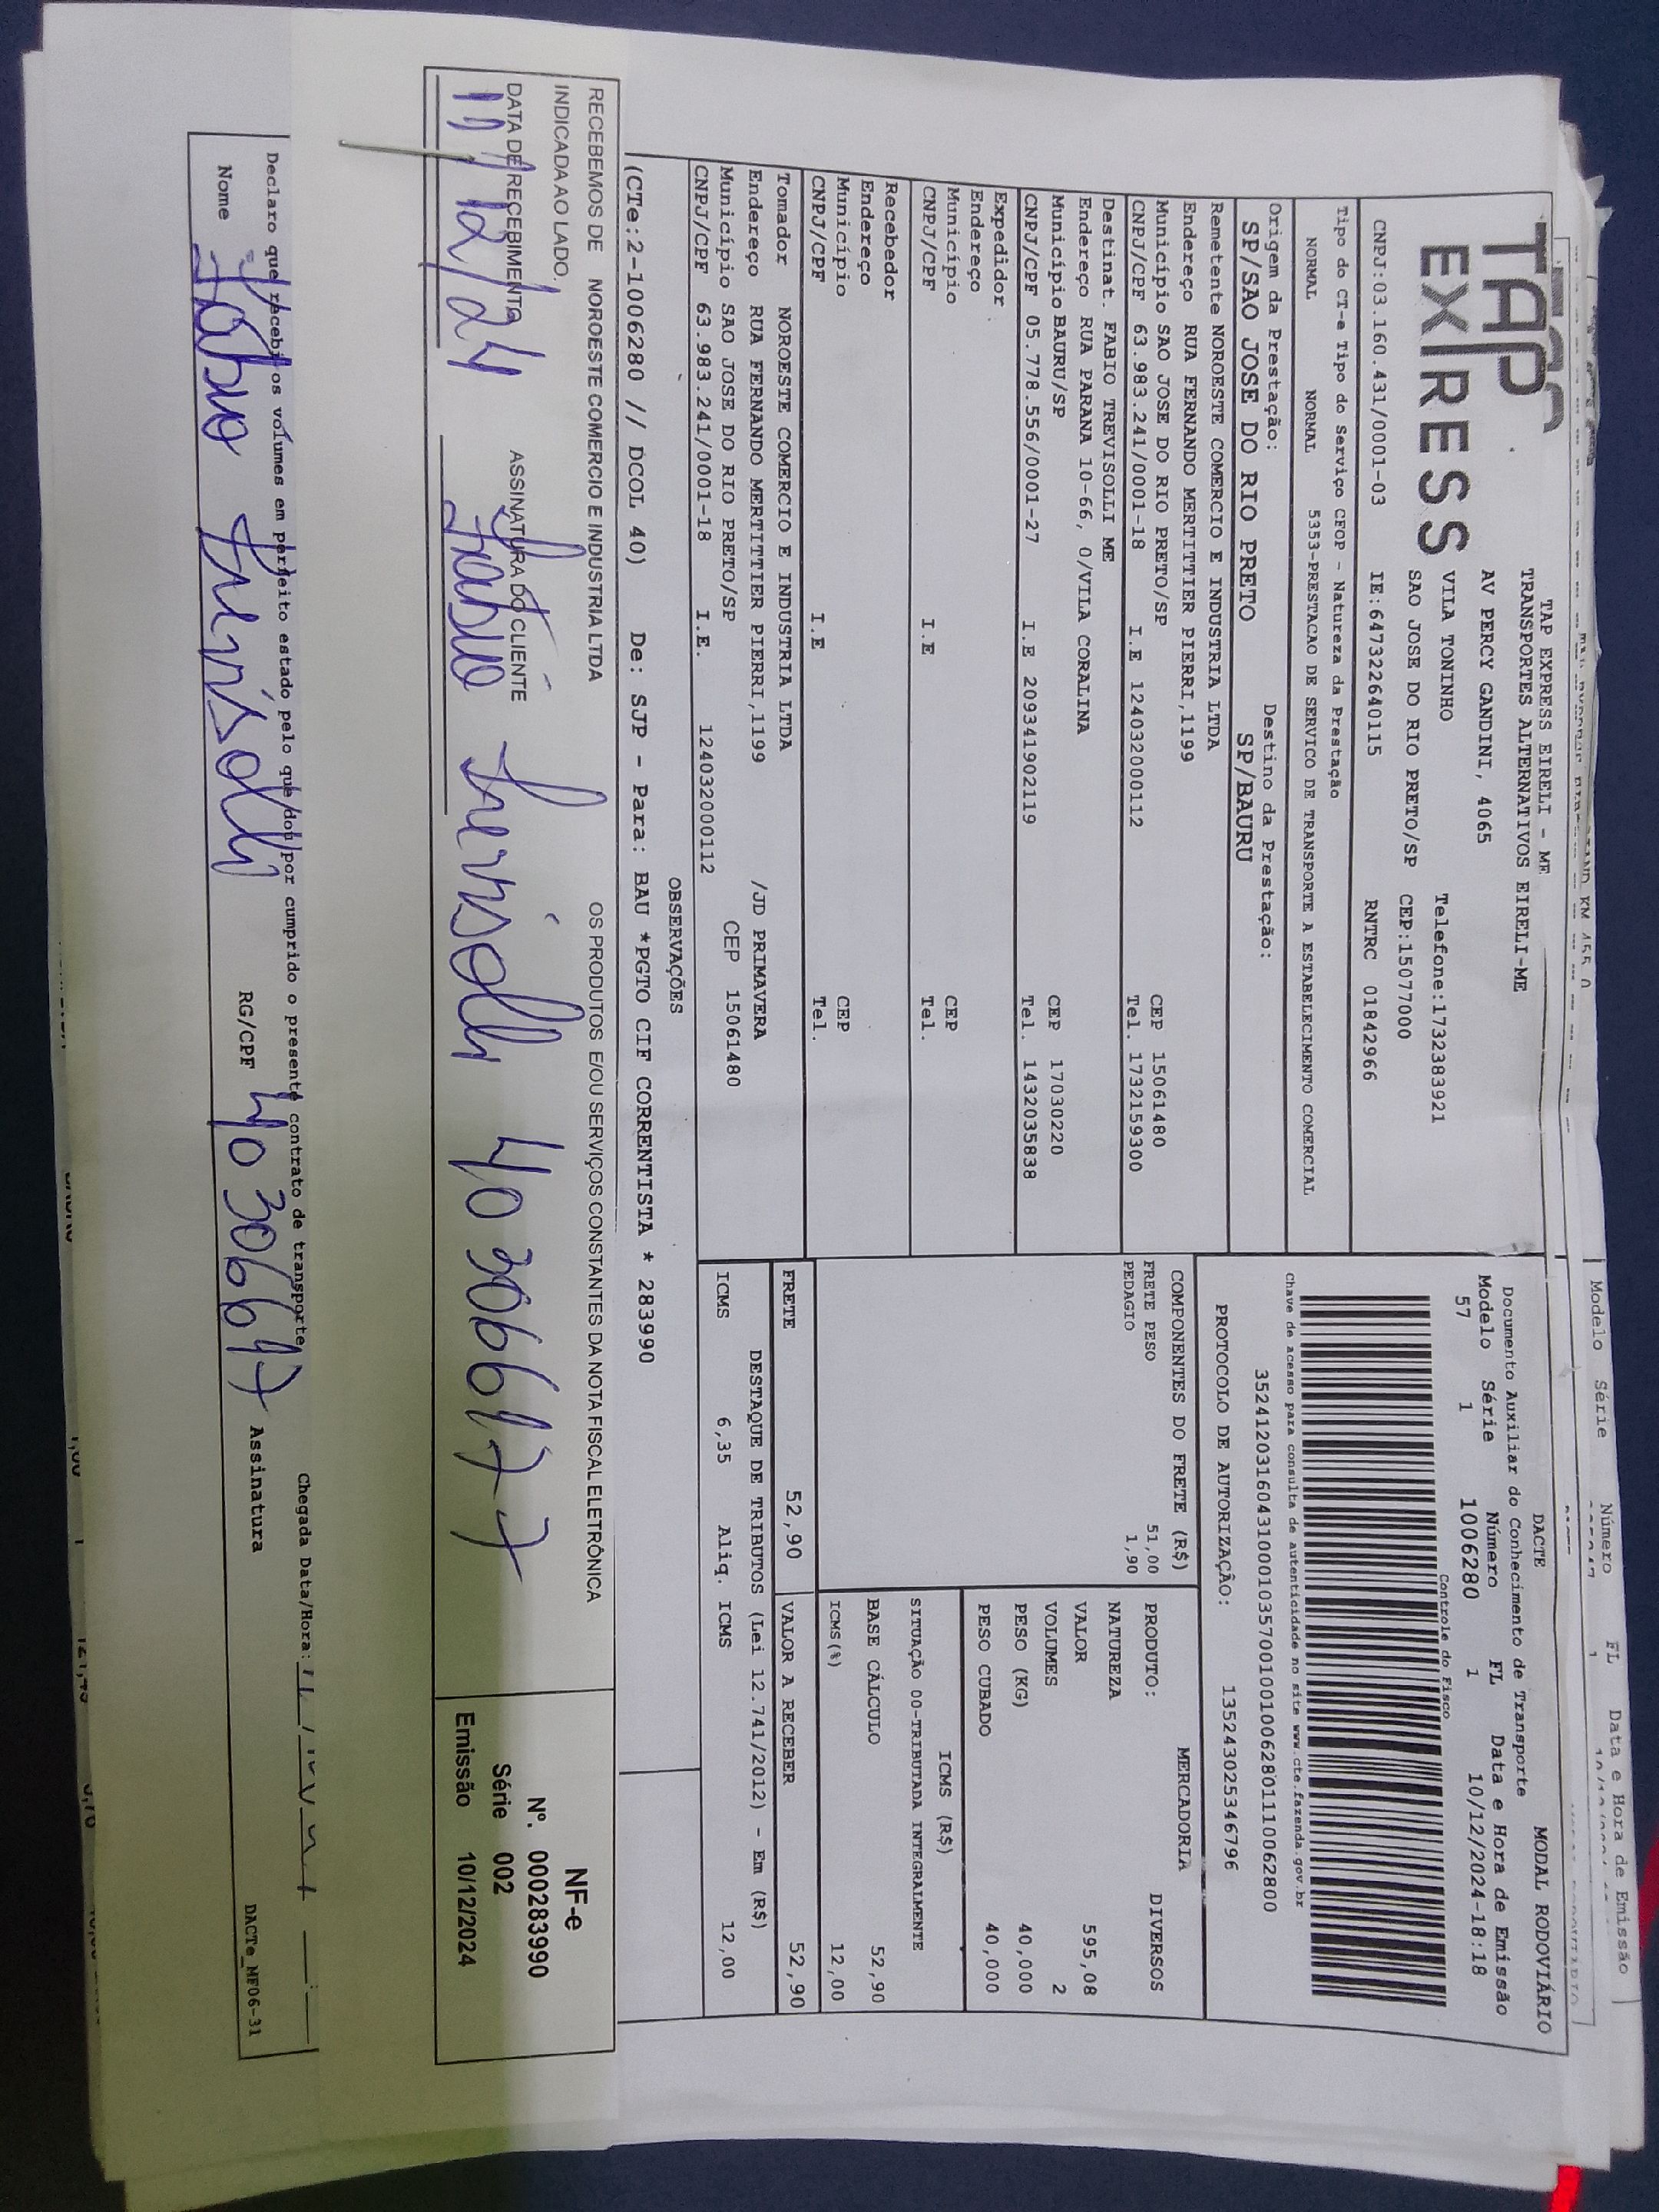 TAP
EXPRESS
TAP EXPRESS EIRELI - ME
TRANSPORTES ALTERNATIVOS EIRELI-ME
AV PERCY GANDINI, 4065
VILA TONINHO
Telefone:1732383921
SAO JOSE DO RIO PRETO/SP CEP:15077000
CNPJ:03.160.431/0001-03 IE:647322640115 RNTRC 01842966
Tipo do CT-e Tipo do Serviço CFOP - Natureza da Prestação
NORMAL NORMAL 5353-PRESTACAO DE SERVICO DE TRANSPORTE A ESTABELECIMENTO COMERCIAL
Origem da Prestação: Destino da Prestação:
SP/SAO JOSE DO RIO PRETO SP/BAURU
Remetente NOROESTE COMERCIO E INDUSTRIA LTDA
Endereço RUA FERNANDO MERTITTIER PIERRI,1199
Município SAO JOSE DO RIO PRETO/SP CEP 15061480
CNPJ/CPF 63.983.241/0001-18 I.E 124032000112 Tel. 1732159300
Destinat. FABIO TREVISOLLI ME
Endereço RUA PARANA 10-66, 0/VILA CORALINA
Município BAURU/SP CEP 17030220
CNPJ/CPF 05.778.556/0001-27 I.E 209341902119 Tel. 1432035838
Expedidor
Endereço
Município CEP
CNPJ/CPF I.E Tel.
Recebedor
Endereço
Município CEP
CNPJ/CPF I.E Tel.
Tomador NOROESTE COMERCIO E INDUSTRIA LTDA
Endereço RUA FERNANDO MERTITTIER PIERRI,1199 /JD PRIMAVERA
Município SAO JOSE DO RIO PRETO/SP CEP 15061480
CNPJ/CPF 63.983.241/0001-18 I.E. 124032000112
Modelo Série Número FL Data e Hora de Emissão
DACTE MODAL RODOVIÁRIO
Documento Auxiliar do Conhecimento de Transporte
Modelo Série Número FL Data e Hora de Emissão
57 1 1006280 1 10/12/2024-18:18
Controle do Fisco
Chave de acesso para consulta de autenticidade no site www.cte.fazenda.gov.br
35241203160431000103570010010062801110062800
PROTOCOLO DE AUTORIZAÇÃO: 135243025346796
COMPONENTES DO FRETE (R$)
FRETE PESO 51,00
PEDAGIO 1,90
MERCADORIA
PRODUTO: DIVERSOS
NATUREZA
VALOR 595,08
VOLUMES 2
PESO (KG) 40,000
PESO CUBADO 40,000
ICMS (R$)
SITUAÇÃO 00-TRIBUTADA INTEGRALMENTE
BASE CÁLCULO 52,90
ICMS(%) 12,00
FRETE 52,90 VALOR A RECEBER 52,90
DESTAQUE DE TRIBUTOS (Lei 12.741/2012) - Em (R$)
ICMS 6,35 Aliq. ICMS 12,00
OBSERVAÇÕES
(CTe:2-1006280 // DCOL 40) De: SJP - Para: BAU *PGTO CIF CORRENTISTA * 283990
RECEBEMOS DE NOROESTE COMERCIO E INDUSTRIA LTDA OS PRODUTOS E/OU SERVIÇOS CONSTANTES DA NOTA FISCAL ELETRÔNICA
INDICADA AO LADO,
DATA DE RECEBIMENTO ASSINATURA DO CLIENTE
11/12/24 Fabio Trevisolli 40306617-7
NF-e
Nº. 000283990
Série 002
Emissão 10/12/2024
Declaro que recebi os volumes em perfeito estado pelo que dou por cumprido o presente contrato de transporte Chegada Data/Hora:
Nome Fabio Trevisolli RG/CPF 40306617 Assinatura
DACTe_MF06-31